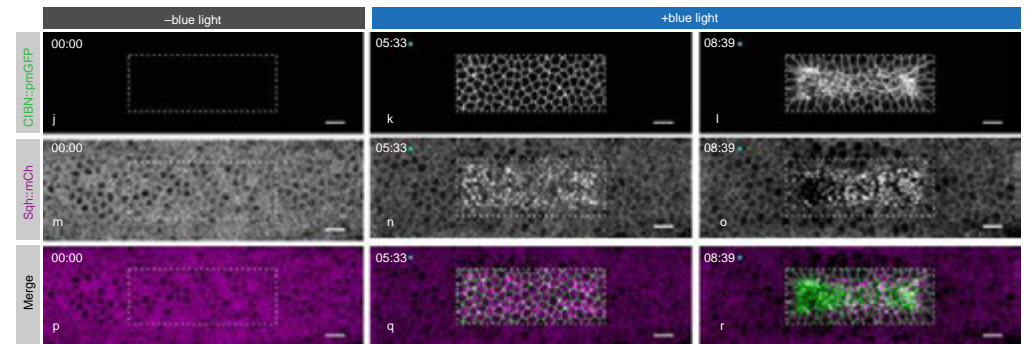 –blue light
+blue light
CIBN::pmGFP
00:00
j
05:33
k
08:39
l
Sqh::mCh
00:00
m
05:33
n
08:39
o
Merge
00:00
p
05:33
q
08:39
r